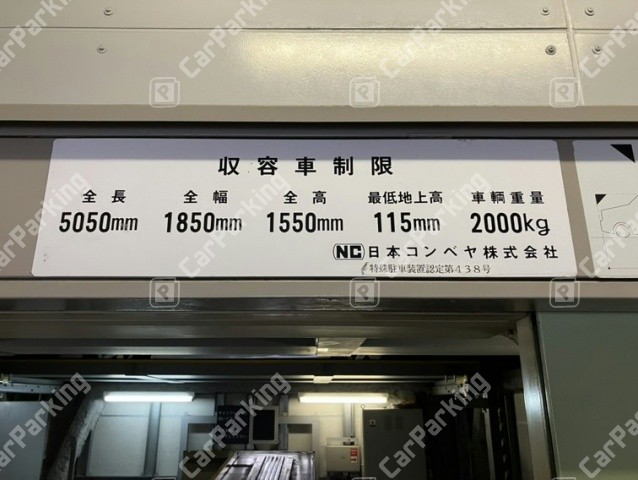 収容車制限
全長 全幅 全高 最低地上高 車輌重量
5050mm 1850mm 1550mm 115mm 2000kg
NC 日本コンベヤ株式会社
特殊駐車装置認定第438号
CarParking